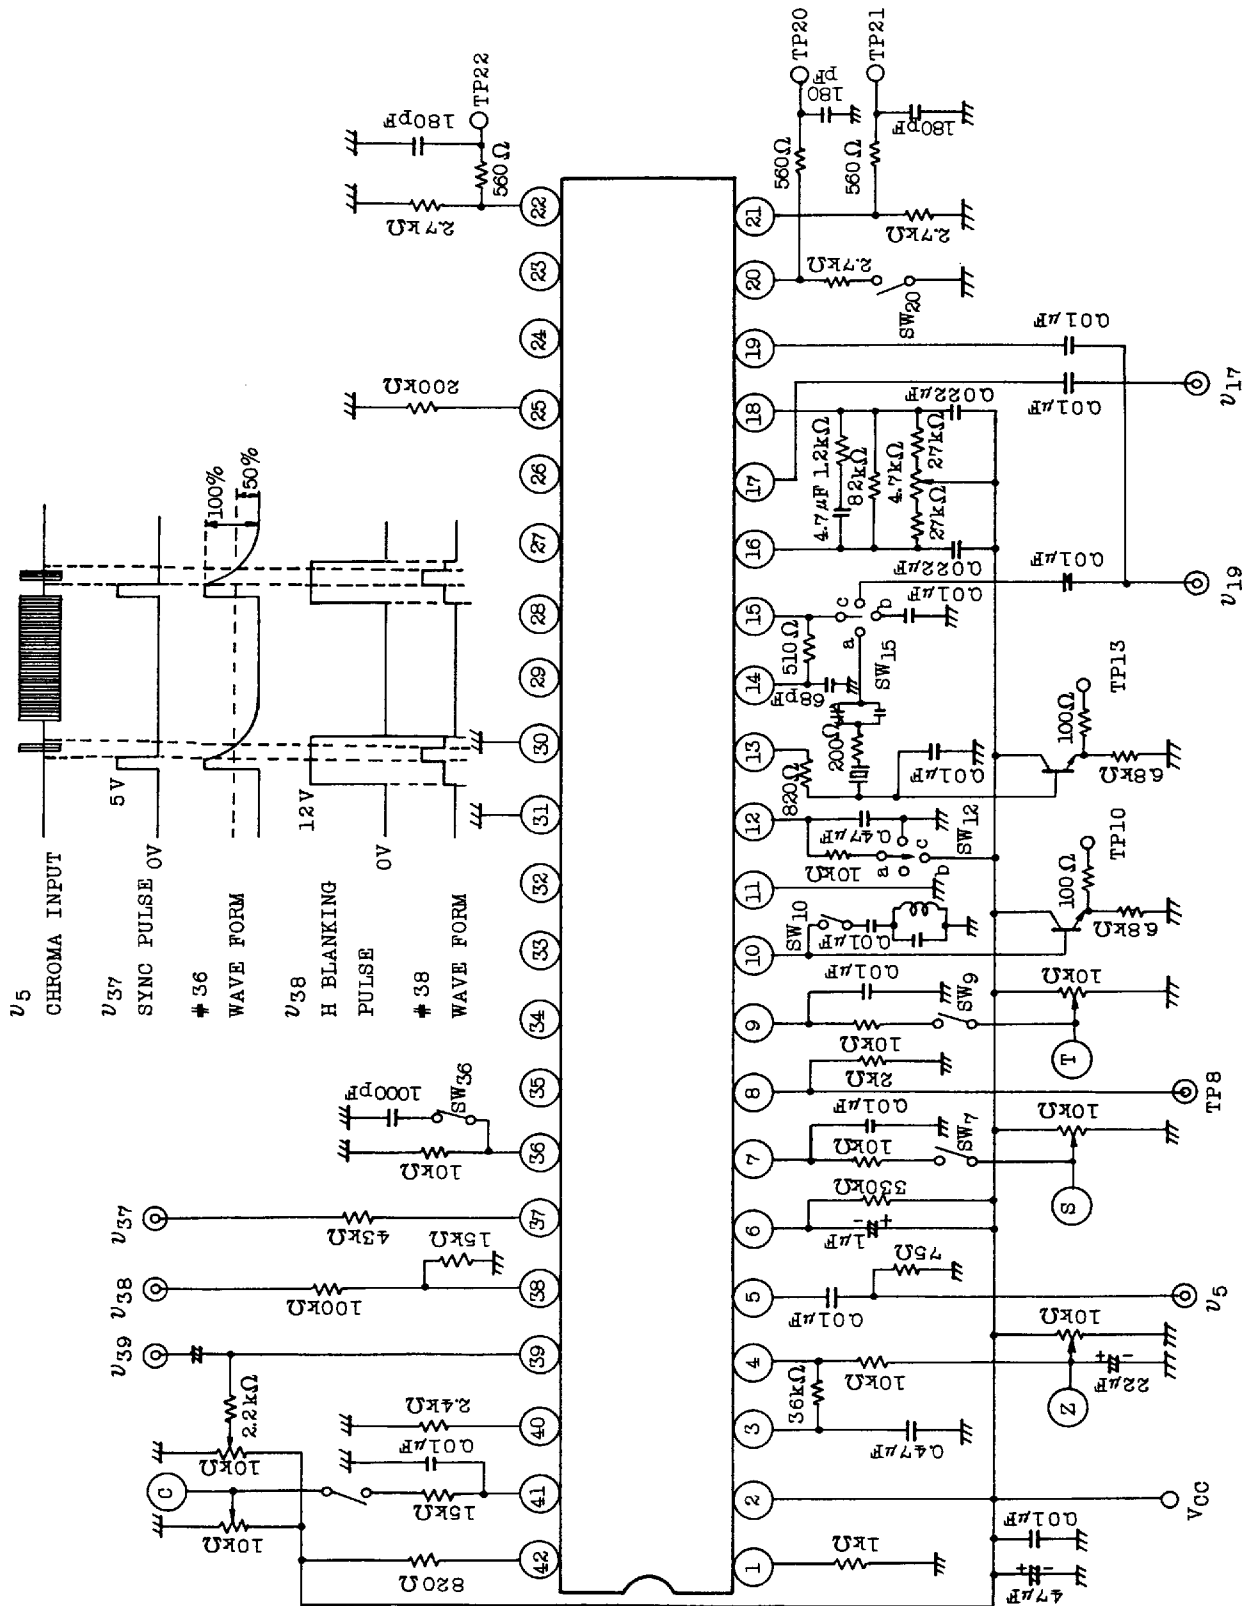 v5
CHROMA INPUT
v37
SYNC PULSE
5V
0V
#36
WAVE FORM
100%
50%
v38
H BLANKING
PULSE
12V
0V
#38
WAVE FORM
180pF
TP22
560Ω
2.7kΩ
200kΩ
1000pF
SW36
10kΩ
v37
43kΩ
15kΩ
v38
100kΩ
v39
2.2kΩ
10kΩ
2.4kΩ
0.01μF
C
10kΩ
15kΩ
820Ω
22
23
24
25
26
27
28
29
30
31
32
33
34
35
36
37
38
39
40
41
42
21
20
19
18
17
16
15
14
13
12
11
10
9
8
7
6
5
4
3
2
1
TP20
180
pF
TP21
180pF
560Ω
560Ω
2.7kΩ
2.7kΩ
SW20
0.01μF
0.01μF
v17
0.022μF
4.7μF 1.2kΩ
82kΩ
4.7kΩ
27kΩ
27kΩ
0.022μF
0.01μF
0.01μF
v19
c
b
a
SW15
510Ω
68pF
200Ω
820Ω
0.01μF
100Ω
TP13
6.8kΩ
0.47μF
10kΩ
a
c
b
SW12
SW10
0.01μF
100Ω
TP10
6.8kΩ
0.01μF
10kΩ
SW9
10kΩ
T
2kΩ
TP8
0.01μF
10kΩ
SW7
10kΩ
S
330kΩ
1μF
- +
75Ω
0.01μF
v5
36kΩ
10kΩ
10kΩ
Z
22μF
+ -
0.47μF
VCC
1kΩ
0.01μF
47μF
+ -